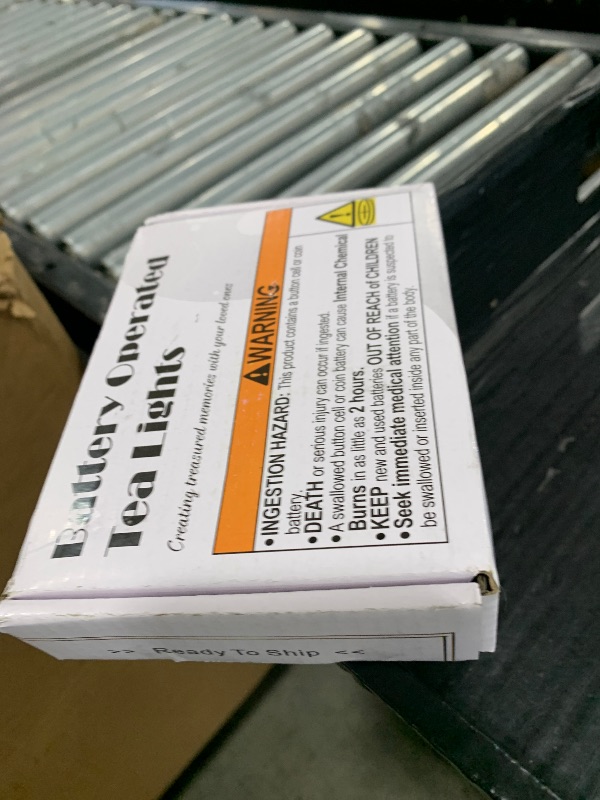 Battery Operated
Tea Lights
Creating treasured memories with your loved ones
WARNING
• INGESTION HAZARD: This product contains a button cell or coin
battery.
• DEATH or serious injury can occur if ingested.
• A swallowed button cell or coin battery can cause Internal Chemical
Burns in as little as 2 hours.
• KEEP new and used batteries OUT OF REACH of CHILDREN
• Seek immediate medical attention if a battery is suspected to
be swallowed or inserted inside any part of the body.
>> Ready To Ship <<